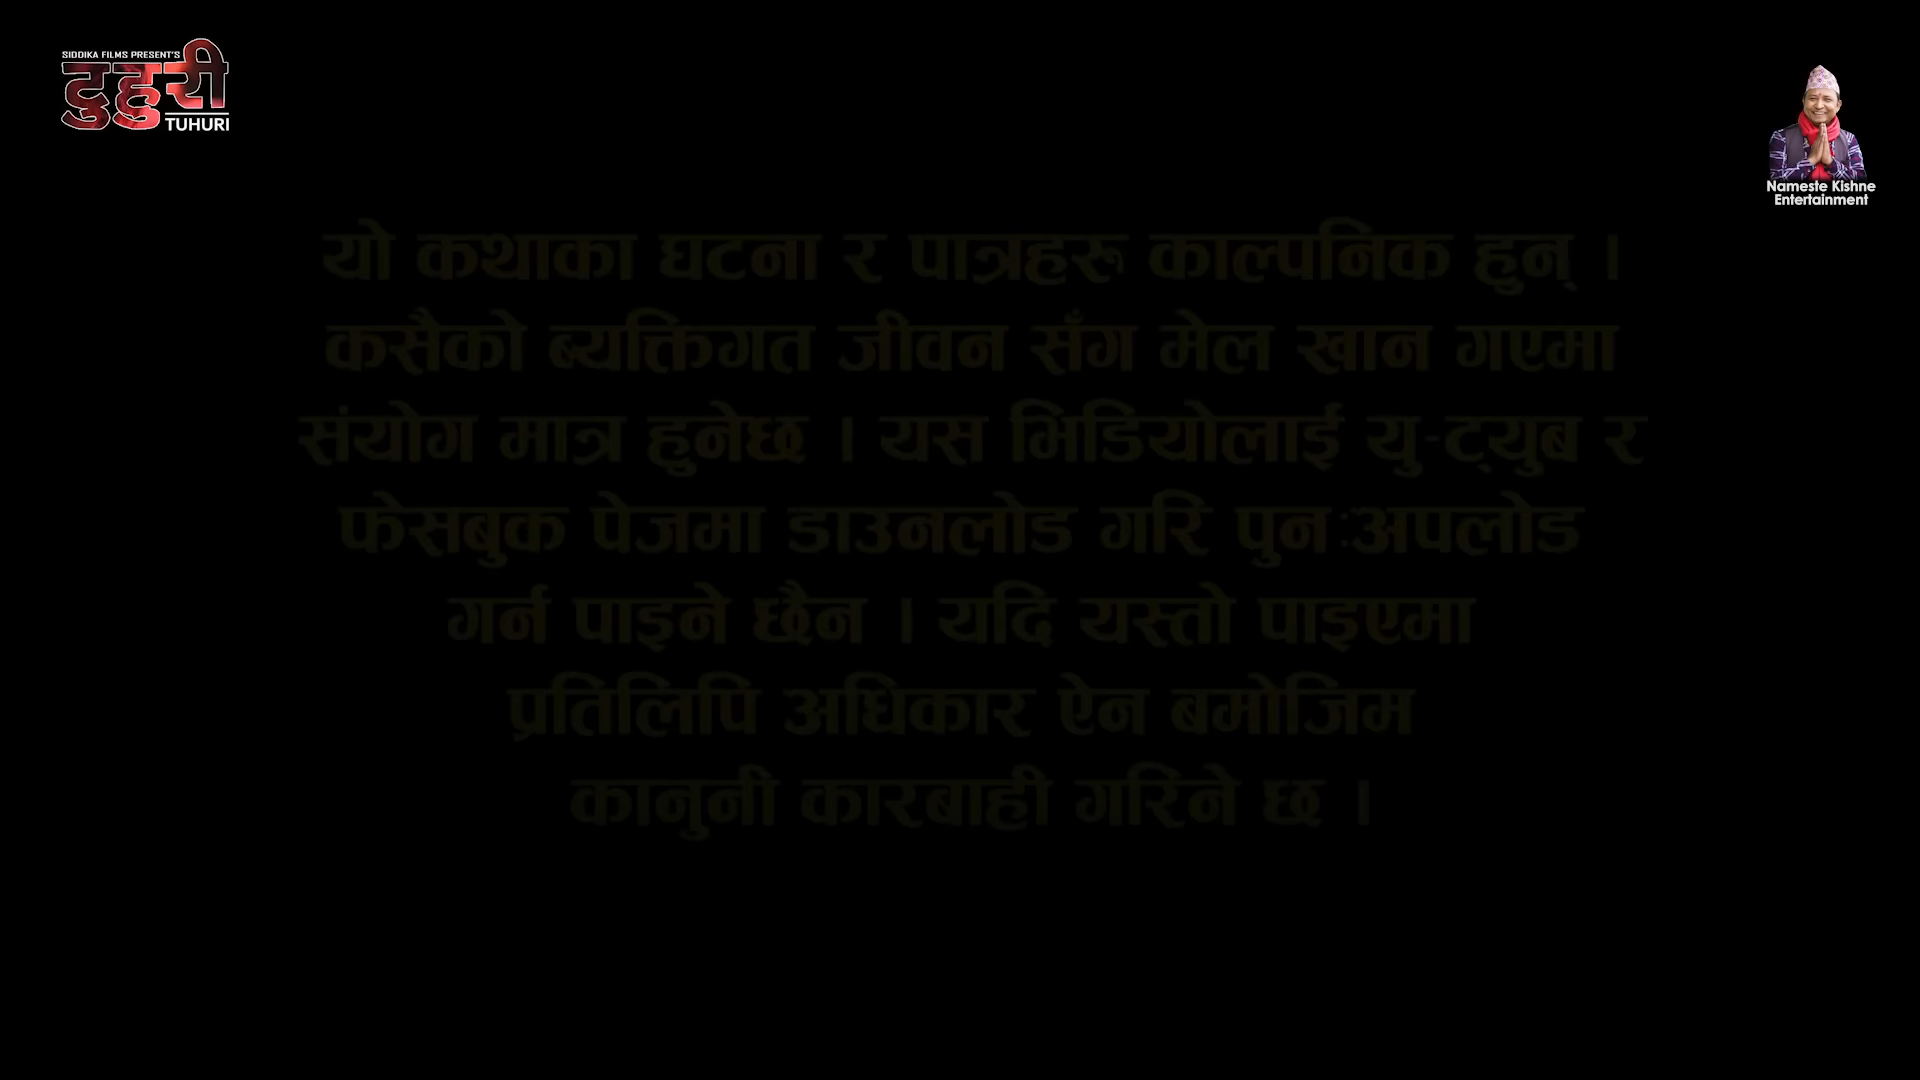 SIDDIKA FILMS PRESENT'S
टुहुरी
TUHURI
Nameste Kishne
Entertainment
यो कथाका घटना र पात्रहरू काल्पनिक हुन् ।
कसैको ब्यक्तिगत जीवन सँग मेल खान गएमा
संयोग मात्र हुनेछ । यस भिडियोलाई यु-ट्युब र
फेसबुक पेजमा डाउनलोड गरि पुनःअपलोड
गर्न पाइने छैन । यदि यस्तो पाइएमा
प्रतिलिपि अधिकार ऐन बमोजिम
कानुनी कारबाही गरिने छ ।